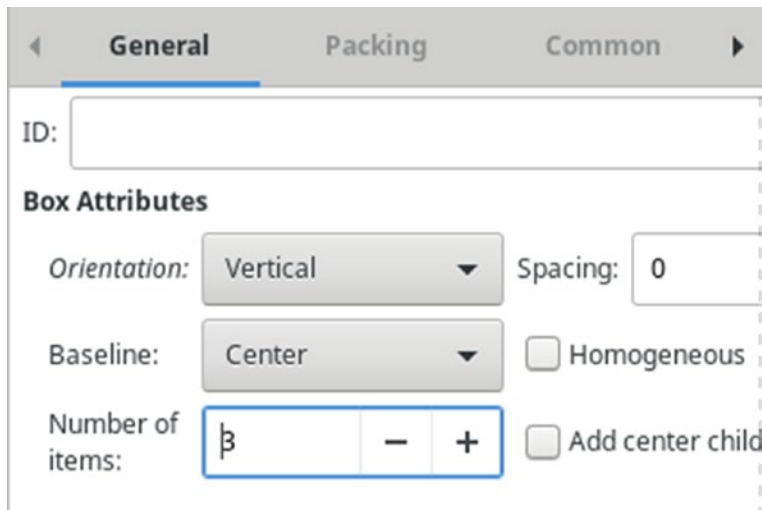 General Packing Common
ID:
Box Attributes
Orientation: Vertical Spacing: 0
Baseline: Center Homogeneous
Number of
items: 3 − + Add center child